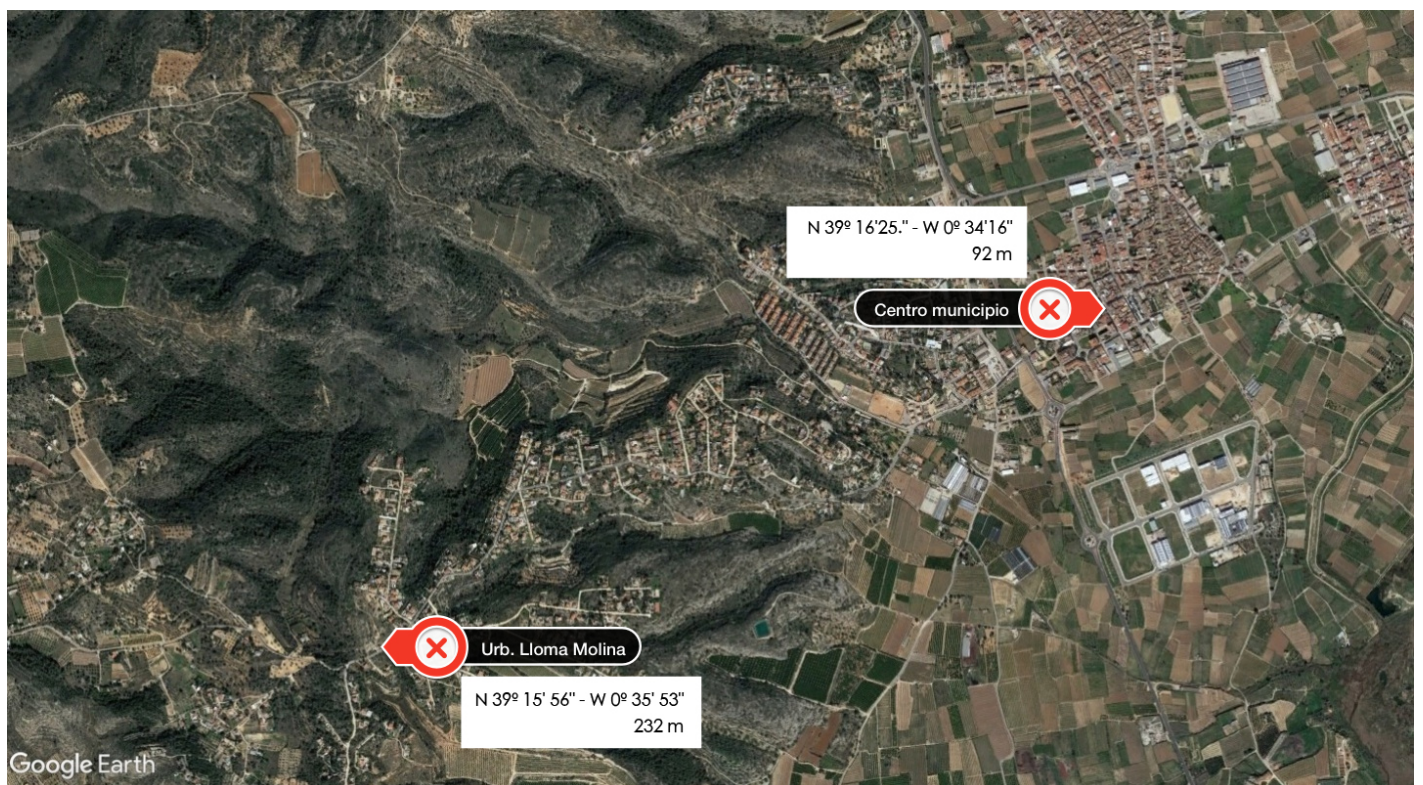 N 39º 16'25." - W 0º 34'16"
92 m
Centro municipio
Urb. Lloma Molina
N 39º 15' 56" - W 0º 35' 53"
232 m
Google Earth